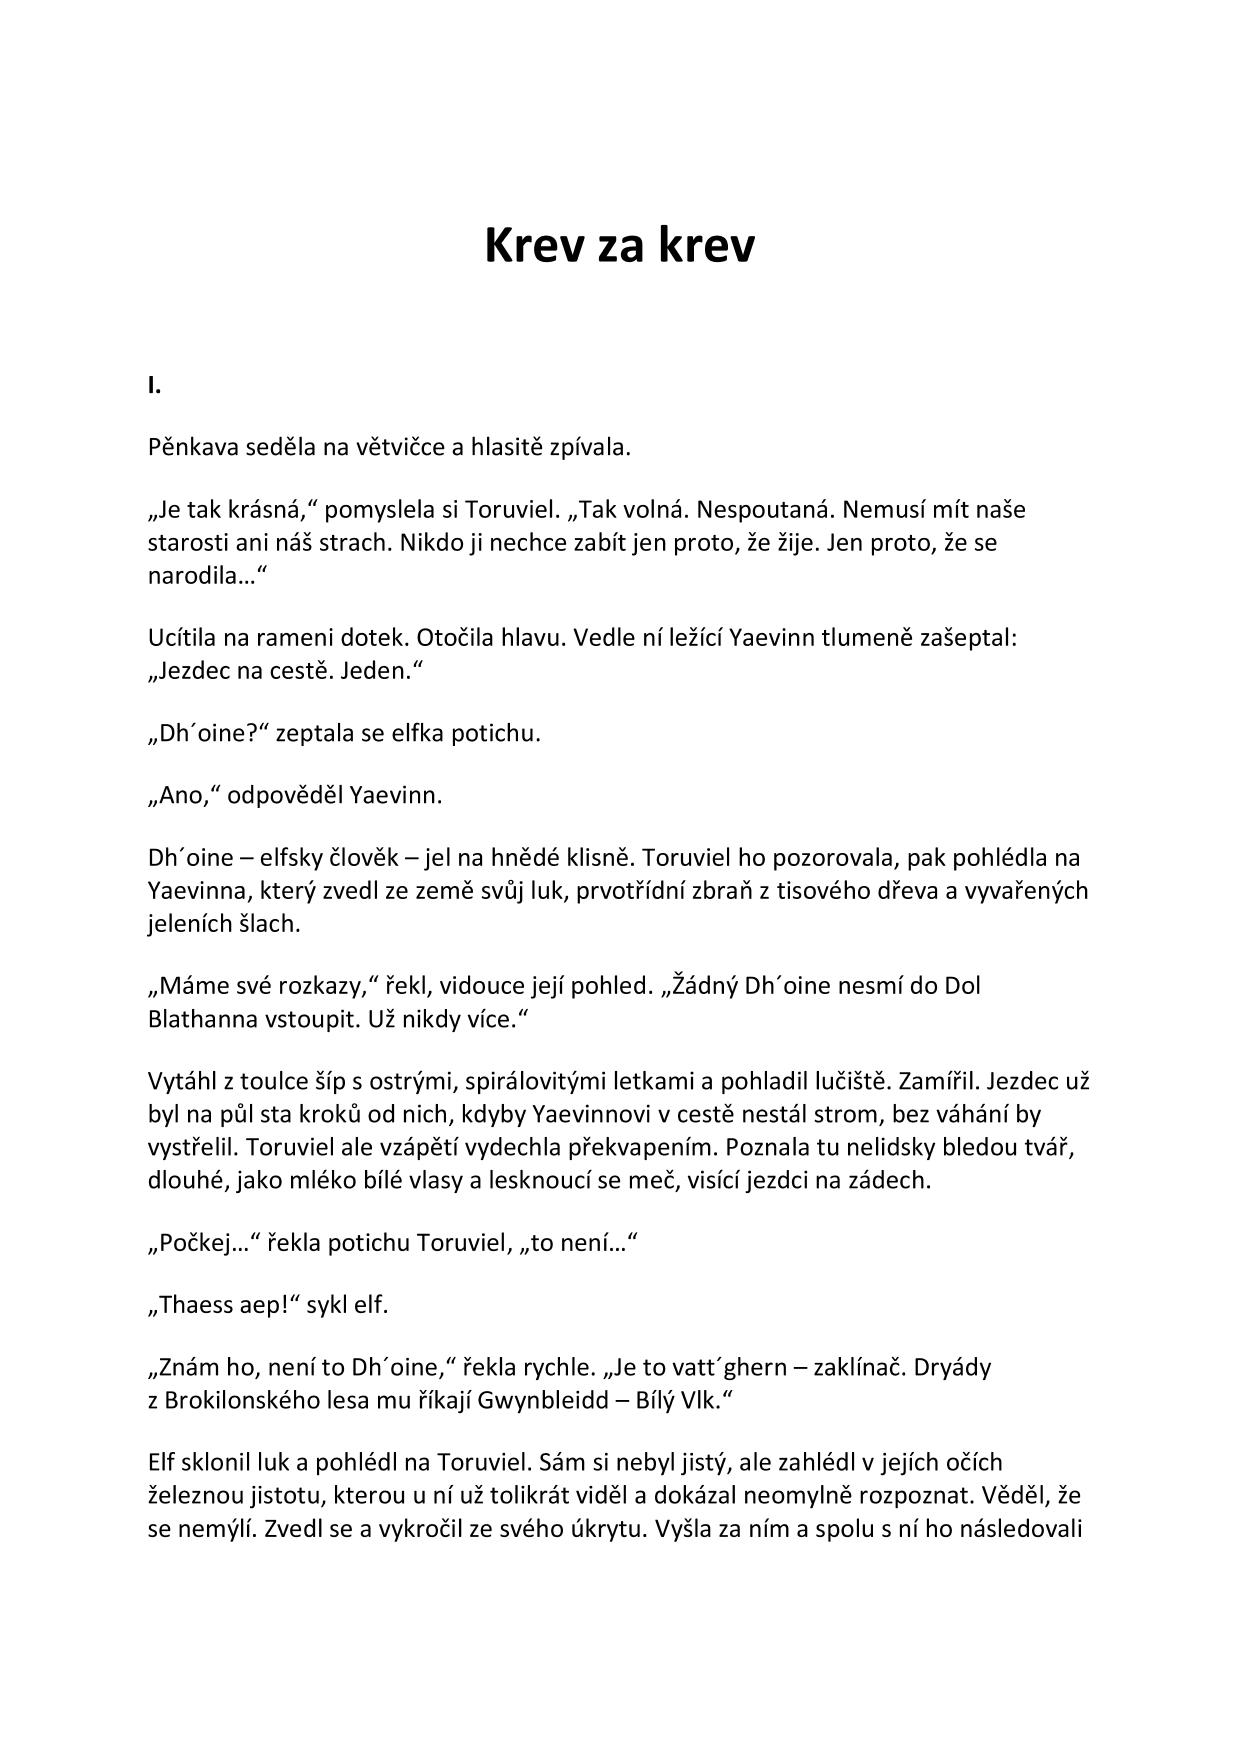 Krev za krev
I.
Pěnkava seděla na větvičce a hlasitě zpívala.
„Je tak krásná,“ pomyslela si Toruviel. „Tak volná. Nespoutaná. Nemusí mít naše
starosti ani náš strach. Nikdo ji nechce zabít jen proto, že žije. Jen proto, že se
narodila…“
Ucítila na rameni dotek. Otočila hlavu. Vedle ní ležící Yaevinn tlumeně zašeptal:
„Jezdec na cestě. Jeden.“
„Dh´oine?“ zeptala se elfka potichu.
„Ano,“ odpověděl Yaevinn.
Dh´oine – elfsky člověk – jel na hnědé klisně. Toruviel ho pozorovala, pak pohlédla na
Yaevinna, který zvedl ze země svůj luk, prvotřídní zbraň z tisového dřeva a vyvařených
jeleních šlach.
„Máme své rozkazy,“ řekl, vidouce její pohled. „Žádný Dh´oine nesmí do Dol
Blathanna vstoupit. Už nikdy více.“
Vytáhl z toulce šíp s ostrými, spirálovitými letkami a pohladil lučiště. Zamířil. Jezdec už
byl na půl sta kroků od nich, kdyby Yaevinnovi v cestě nestál strom, bez váhání by
vystřelil. Toruviel ale vzápětí vydechla překvapením. Poznala tu nelidsky bledou tvář,
dlouhé, jako mléko bílé vlasy a lesknoucí se meč, visící jezdci na zádech.
„Počkej…“ řekla potichu Toruviel, „to není…“
„Thaess aep!“ sykl elf.
„Znám ho, není to Dh´oine,“ řekla rychle. „Je to vatt´ghern – zaklínač. Dryády
z Brokilonského lesa mu říkají Gwynbleidd – Bílý Vlk.“
Elf sklonil luk a pohlédl na Toruviel. Sám si nebyl jistý, ale zahlédl v jejích očích
železnou jistotu, kterou u ní už tolikrát viděl a dokázal neomylně rozpoznat. Věděl, že
se nemýlí. Zvedl se a vykročil ze svého úkrytu. Vyšla za ním a spolu s ní ho následovali